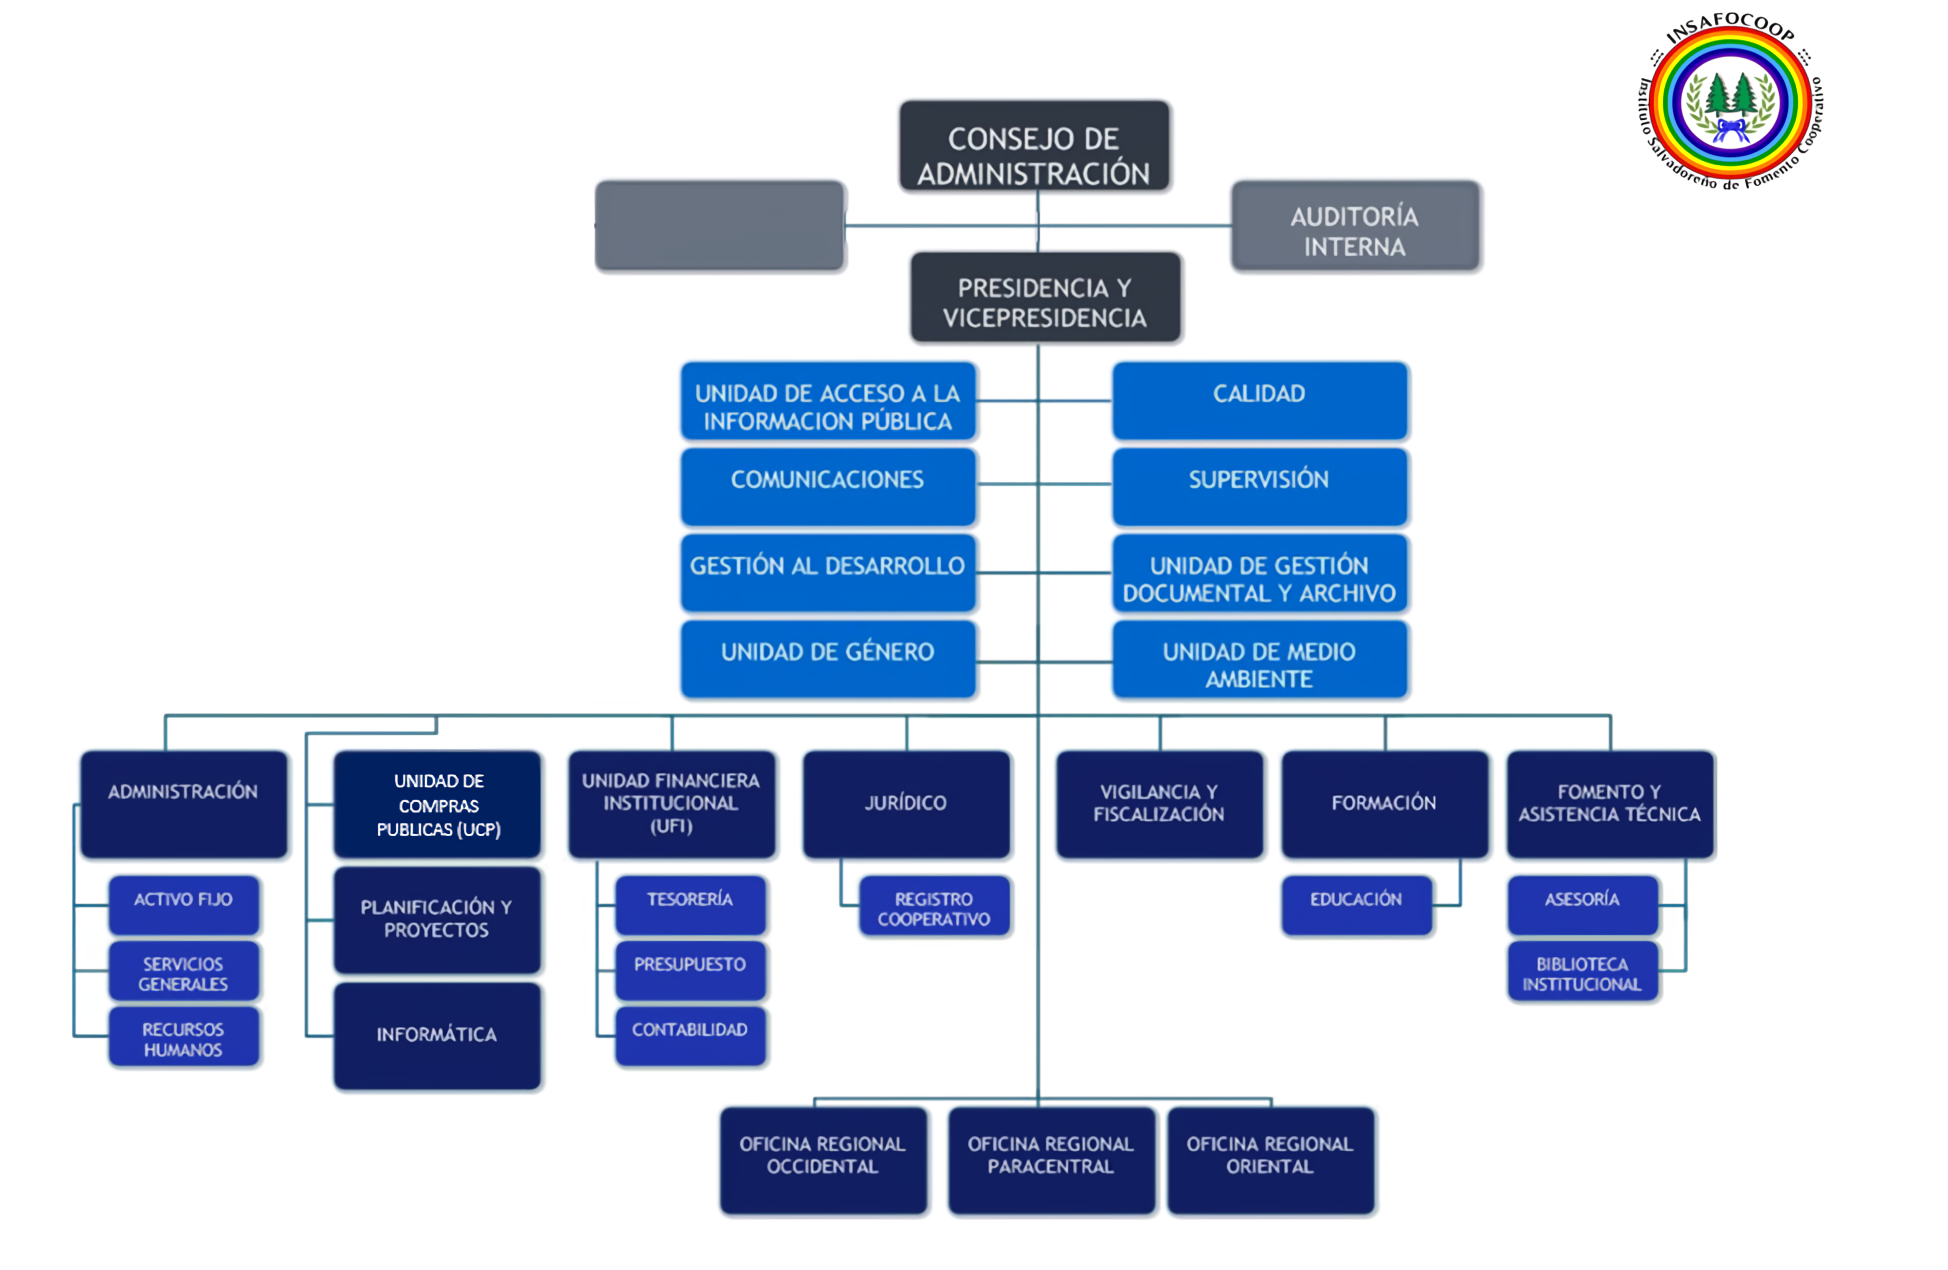 INSAFOCOOP
Instituto Salvadoreño de Fomento Cooperativo
CONSEJO DE
ADMINISTRACIÓN
AUDITORÍA
INTERNA
PRESIDENCIA Y
VICEPRESIDENCIA
UNIDAD DE ACCESO A LA
INFORMACION PÚBLICA
CALIDAD
COMUNICACIONES
SUPERVISIÓN
GESTIÓN AL DESARROLLO
UNIDAD DE GESTIÓN
DOCUMENTAL Y ARCHIVO
UNIDAD DE GÉNERO
UNIDAD DE MEDIO
AMBIENTE
ADMINISTRACIÓN
ACTIVO FIJO
SERVICIOS
GENERALES
RECURSOS
HUMANOS
UNIDAD DE
COMPRAS
PUBLICAS (UCP)
PLANIFICACIÓN Y
PROYECTOS
INFORMÁTICA
UNIDAD FINANCIERA
INSTITUCIONAL
(UFI)
TESORERÍA
PRESUPUESTO
CONTABILIDAD
JURÍDICO
REGISTRO
COOPERATIVO
VIGILANCIA Y
FISCALIZACIÓN
FORMACIÓN
EDUCACIÓN
FOMENTO Y
ASISTENCIA TÉCNICA
ASESORÍA
BIBLIOTECA
INSTITUCIONAL
OFICINA REGIONAL
OCCIDENTAL
OFICINA REGIONAL
PARACENTRAL
OFICINA REGIONAL
ORIENTAL